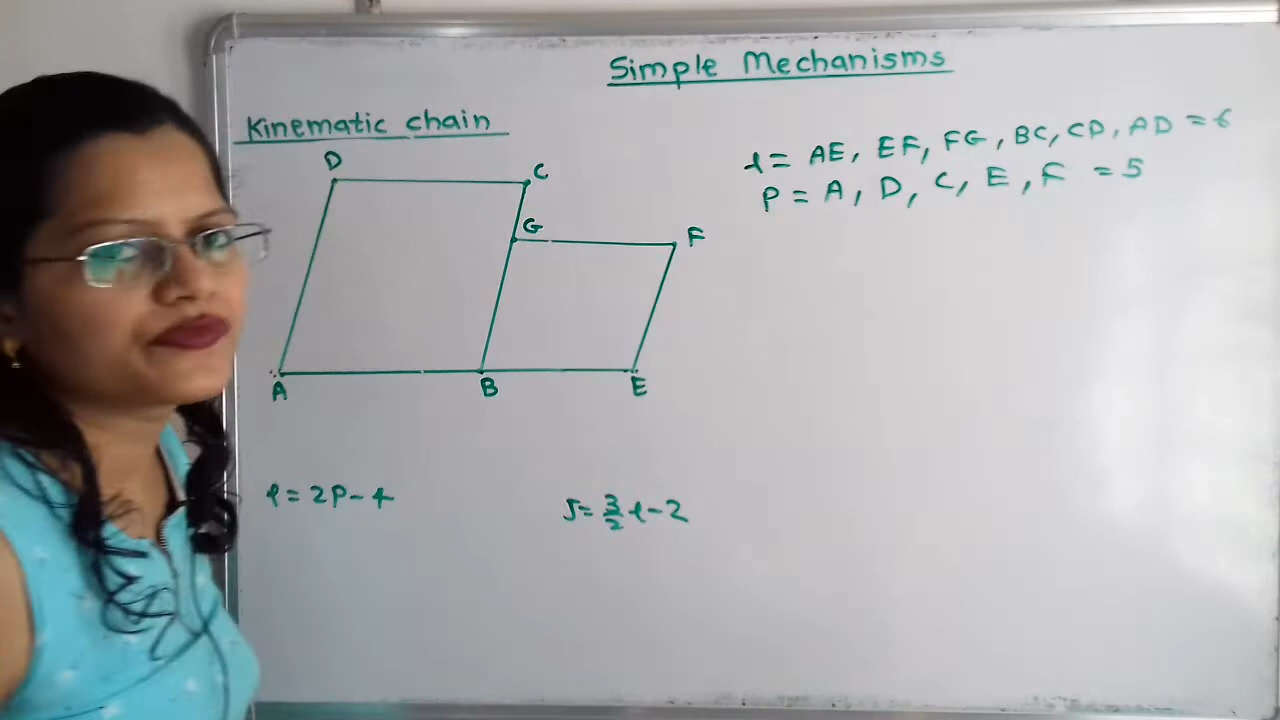 Simple Mechanisms
Kinematic chain
l = AE, EF, FG, BC, CD, AD = 6
P = A, D, C, E, F = 5
D
C
G
F
A
B
E
l = 2P - 4
J = 3/2 l - 2